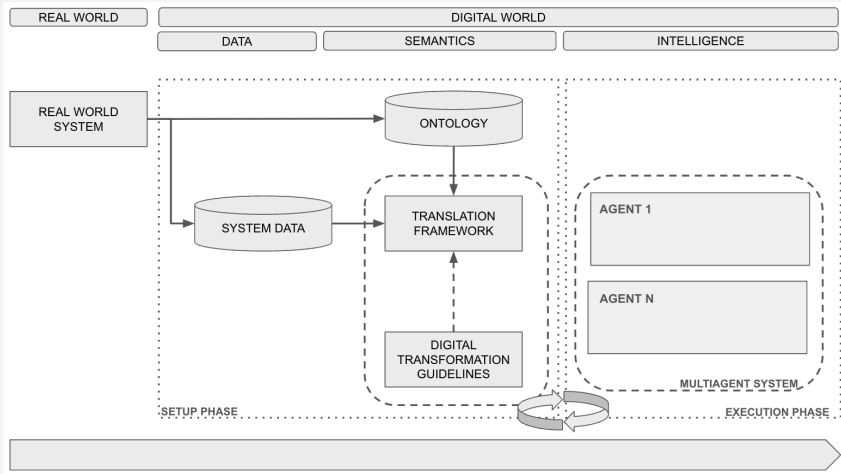 REAL WORLD
DIGITAL WORLD
DATA
SEMANTICS
INTELLIGENCE
REAL WORLD
SYSTEM
ONTOLOGY
SYSTEM DATA
TRANSLATION
FRAMEWORK
AGENT 1
AGENT N
DIGITAL
TRANSFORMATION
GUIDELINES
MULTIAGENT SYSTEM
SETUP PHASE
EXECUTION PHASE